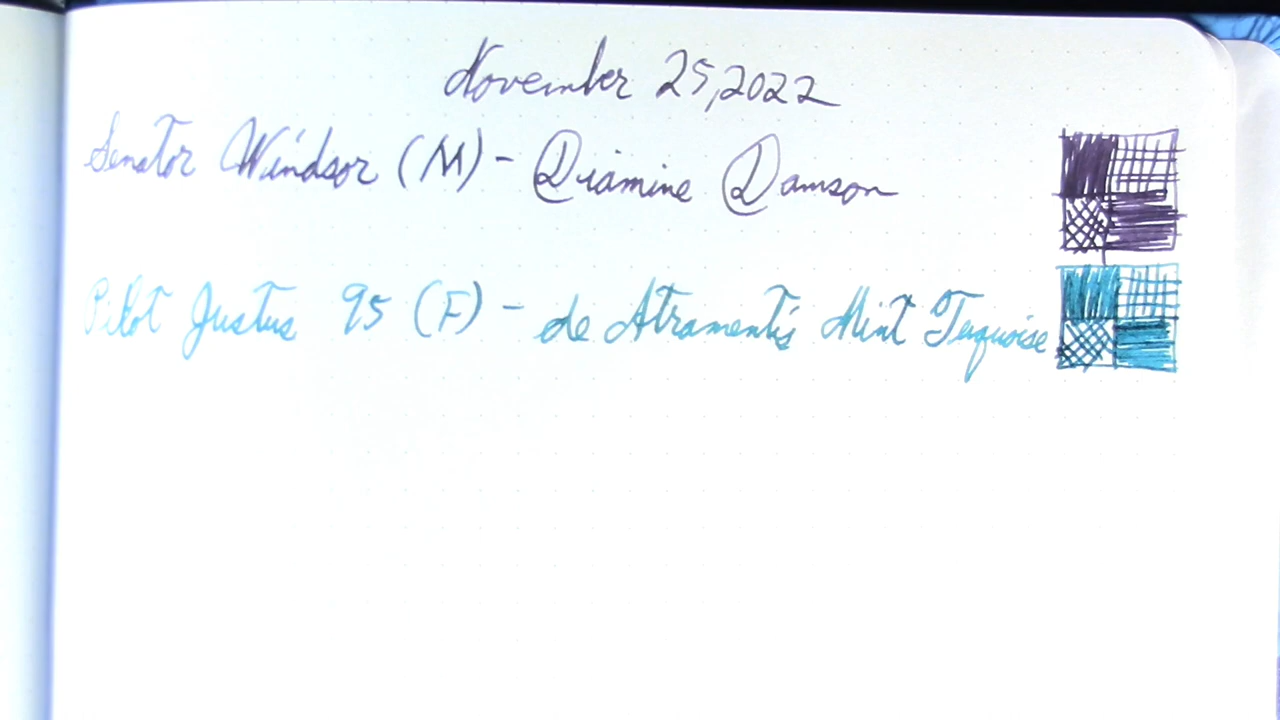 November 25, 2022
Senator Windsor (M) - Diamine Damson
Pilot Justus 95 (F) - de Atramentis Mint Turquoise